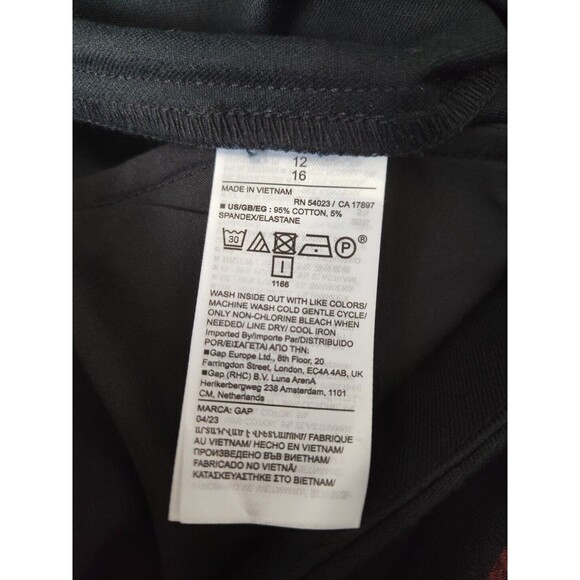 12
16
MADE IN VIETNAM RN 54023 / CA 17897
■ US/GB/EG : 95% COTTON, 5%
SPANDEX/ELASTANE
30 P ®
I
1166
WASH INSIDE OUT WITH LIKE COLORS/
MACHINE WASH COLD GENTLE CYCLE/
ONLY NON-CHLORINE BLEACH WHEN
NEEDED/ LINE DRY/ COOL IRON
Imported By/Importe Par/DISTRIBUIDO
POR/ΕΙΣΑΓΕΤΑΙ ΑΠΟ ΤΗΝ:
■Gap Europe Ltd., 8th Floor, 20
Farringdon Street, London, EC4A 4AB, UK
■Gap (RHC) B.V. Luna ArenA
Herikerbergweg 238 Amsterdam, 1101
CM, Netherlands
MARCA: GAP
04/23
ԱՐՏԱԴՐՎԱԾ Է ՎԵՏՆԱՄՈՒՄ/ FABRIQUE
AU VIETNAM/ HECHO EN VIETNAM/
ПРОИЗВЕДЕНО ВЪВ ВИЕТНАМ/
FABRICADO NO VIETNÃ/
ΚΑΤΑΣΚΕΥΑΣΤΗΚΕ ΣΤΟ ΒΙΕΤΝΑΜ/